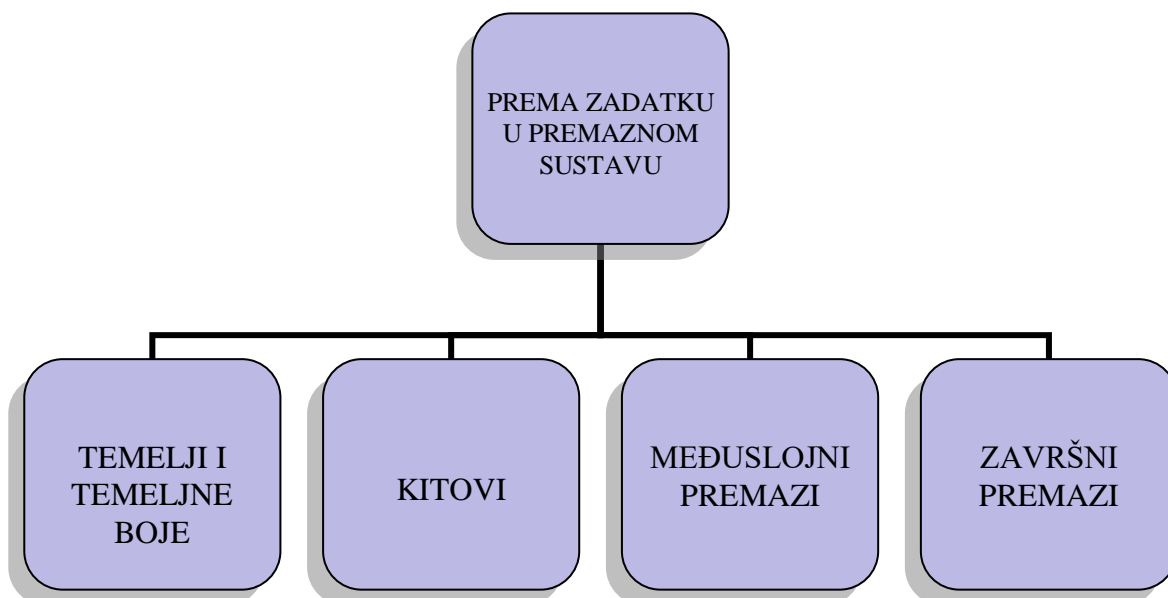 PREMA ZADATKU
U PREMAZNOM
SUSTAVU
TEMELJI I
TEMELJNE
BOJE
KITOVI
MEĐUSLOJNI
PREMAZI
ZAVRŠNI
PREMAZI